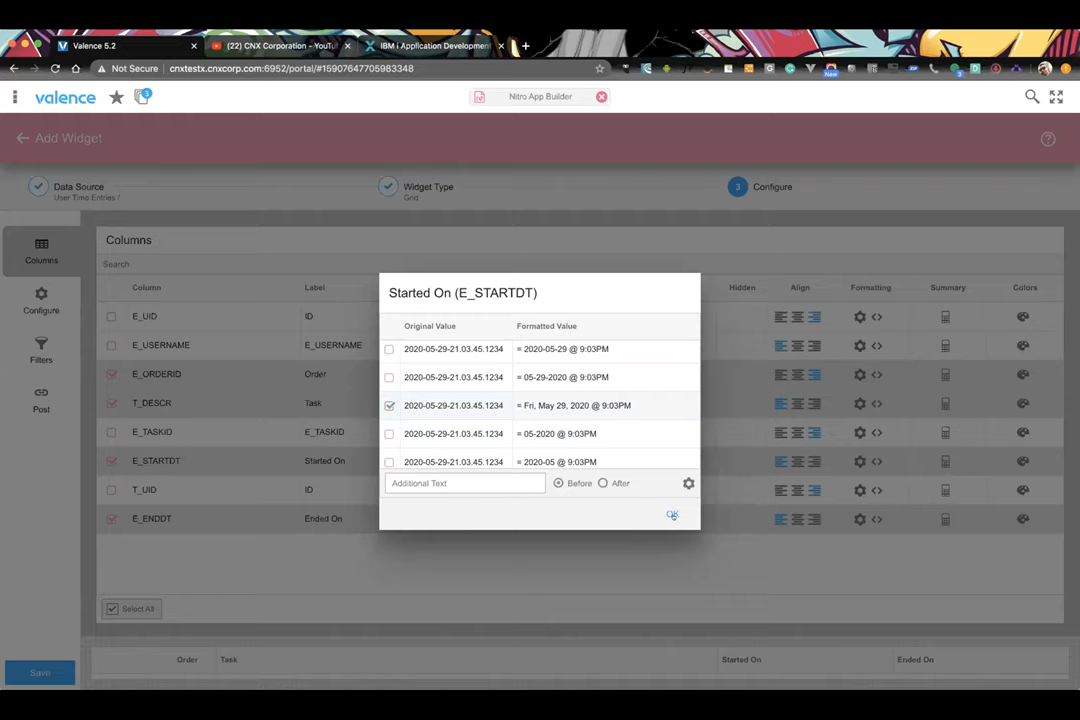 Valence 5.2
(22) CNX Corporation - YouTu
IBM i Application Developmen
Not Secure | cnxtestx.cnxcorp.com:6952/portal/#15907647705983348
New
3
valence
3
Nitro App Builder
Add Widget
Data Source
User Time Entries /
Widget Type
Grid
3 Configure
Columns
Configure
Filters
Post
Save
Columns
Search
Column Label Hidden Align Formatting Summary Colors
E_UID ID
E_USERNAME E_USERNAME
E_ORDERID Order
T_DESCR Task
E_TASKID E_TASKID
E_STARTDT Started On
T_UID ID
E_ENDDT Ended On
Select All
Order Task Started On Ended On
Started On (E_STARTDT)
Original Value Formatted Value
2020-05-29-21.03.45.1234 = 2020-05-29 @ 9:03PM
2020-05-29-21.03.45.1234 = 05-29-2020 @ 9:03PM
2020-05-29-21.03.45.1234 = Fri, May 29, 2020 @ 9:03PM
2020-05-29-21.03.45.1234 = 05-2020 @ 9:03PM
2020-05-29-21.03.45.1234 = 2020-05 @ 9:03PM
Additional Text Before After
OK